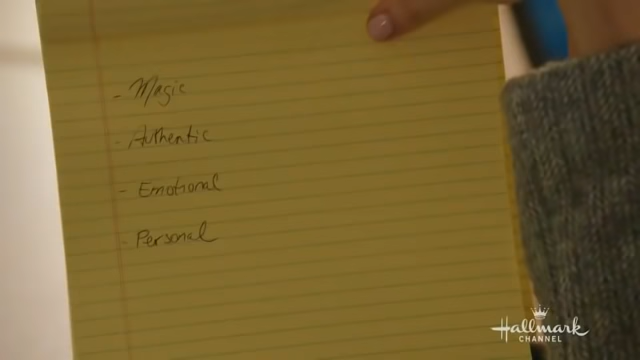 - Magic
- Authentic
- Emotional
- Personal
Hallmark
CHANNEL